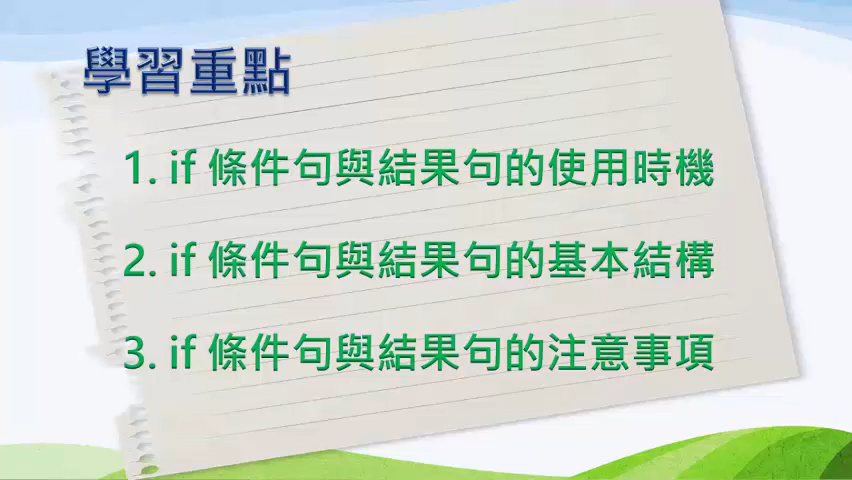 學習重點
1. if 條件句與結果句的使用時機
2. if 條件句與結果句的基本結構
3. if 條件句與結果句的注意事項